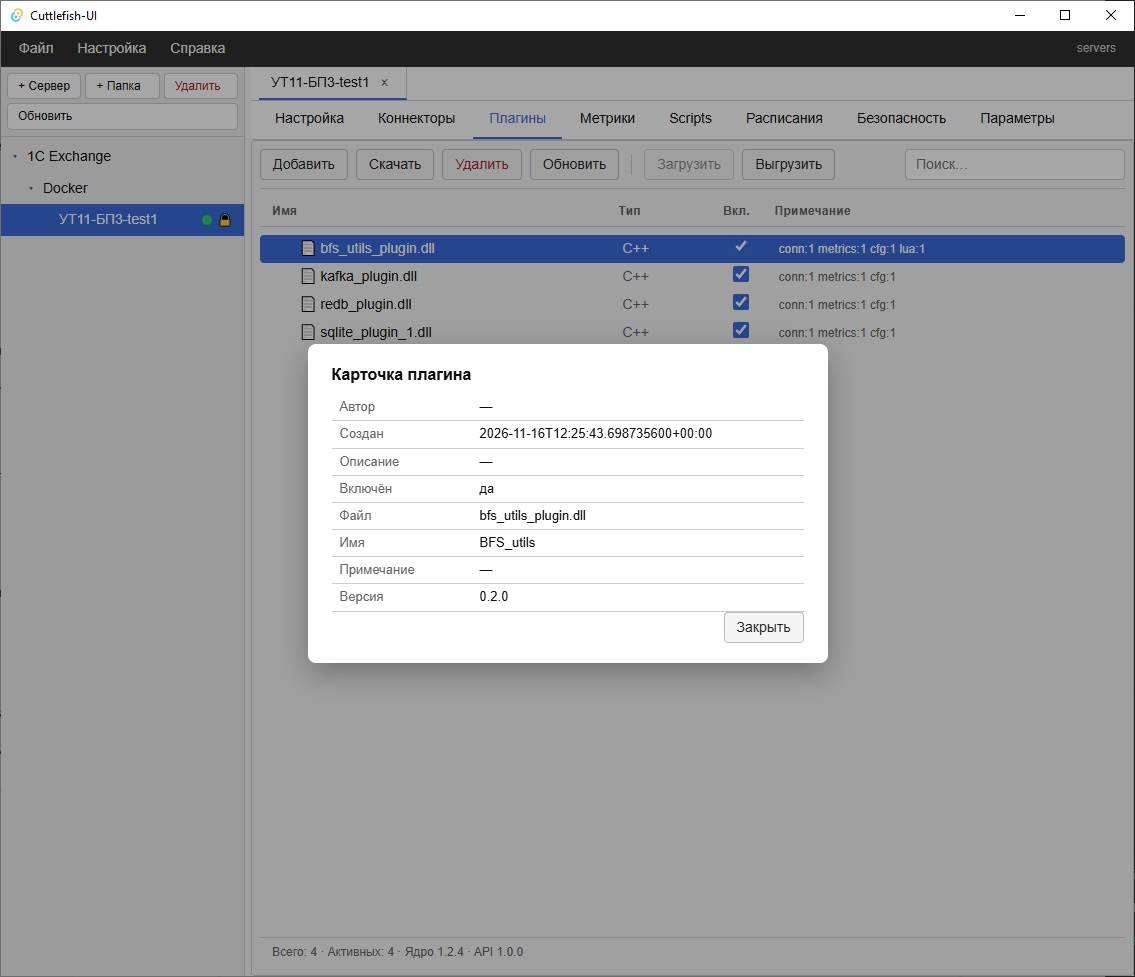 Cuttlefish-UI
Файл Настройка Справка servers
+ Сервер + Папка Удалить
Обновить
1C Exchange
Docker
УТ11-БП3-test1
УТ11-БП3-test1 ×
Настройка Коннекторы Плагины Метрики Scripts Расписания Безопасность Параметры
Добавить Скачать Удалить Обновить Загрузить Выгрузить Поиск...
Имя Тип Вкл. Примечание
bfs_utils_plugin.dll C++ conn:1 metrics:1 cfg:1 lua:1
kafka_plugin.dll C++ conn:1 metrics:1 cfg:1
redb_plugin.dll C++ conn:1 metrics:1 cfg:1
sqlite_plugin_1.dll C++ conn:1 metrics:1 cfg:1
Карточка плагина
Автор —
Создан 2026-11-16T12:25:43.698735600+00:00
Описание —
Включён да
Файл bfs_utils_plugin.dll
Имя BFS_utils
Примечание —
Версия 0.2.0
Закрыть
Всего: 4 · Активных: 4 · Ядро 1.2.4 · API 1.0.0